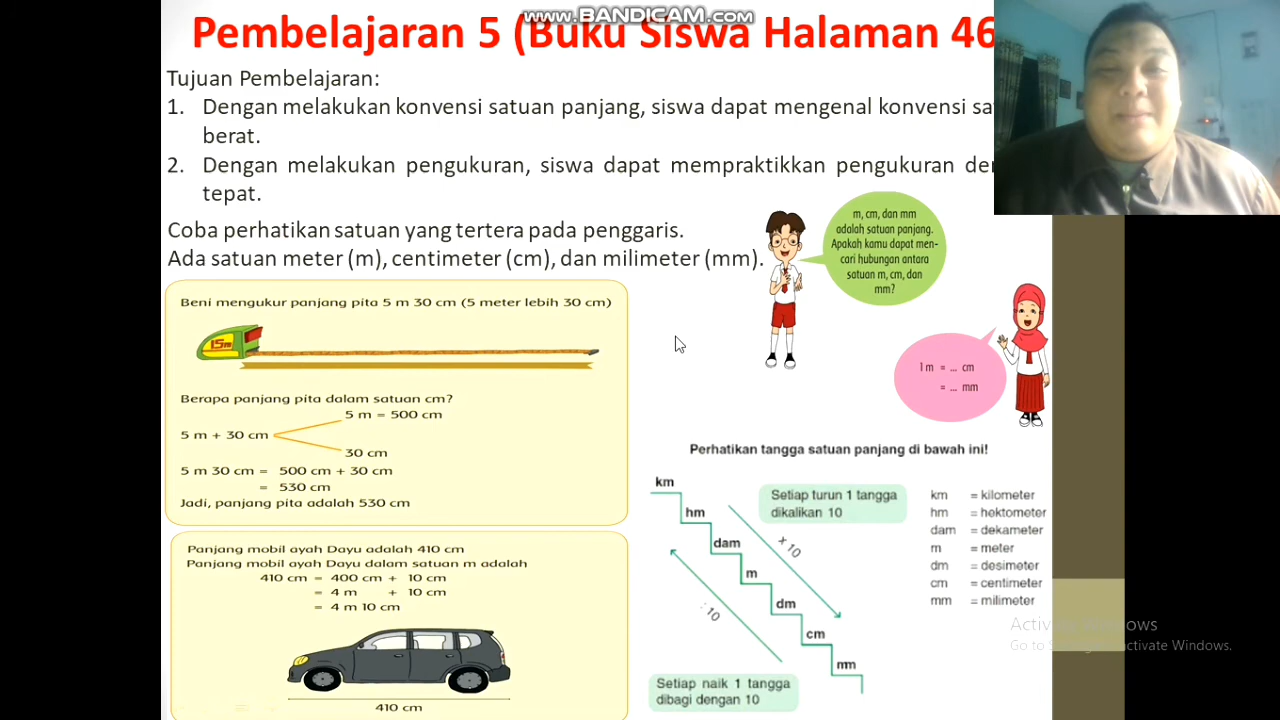 www.BANDICAM.com
Pembelajaran 5 (Buku Siswa Halaman 46
Tujuan Pembelajaran:
1. Dengan melakukan konvensi satuan panjang, siswa dapat mengenal konvensi
berat.
2. Dengan melakukan pengukuran, siswa dapat mempraktikkan pengukuran
tepat.
Coba perhatikan satuan yang tertera pada penggaris.
Ada satuan meter (m), centimeter (cm), dan milimeter (mm).
m, cm, dan mm
adalah satuan panjang.
Apakah kamu dapat men-
cari hubungan antara
satuan m, cm, dan
mm?
1 m = ... cm
= ... mm
Beni mengukur panjang pita 5 m 30 cm (5 meter lebih 30 cm)
15m
Berapa panjang pita dalam satuan cm?
5 m = 500 cm
5 m + 30 cm
30 cm
5 m 30 cm = 500 cm + 30 cm
= 530 cm
Jadi, panjang pita adalah 530 cm
Panjang mobil ayah Dayu adalah 410 cm
Panjang mobil ayah Dayu dalam satuan m adalah
410 cm = 400 cm + 10 cm
= 4 m + 10 cm
= 4 m 10 cm
410 cm
Perhatikan tangga satuan panjang di bawah ini!
km
hm
dam
m
dm
cm
mm
Setiap turun 1 tangga
dikalikan 10
x 10
: 10
Setiap naik 1 tangga
dibagi dengan 10
km = kilometer
hm = hektometer
dam = dekameter
m = meter
dm = desimeter
cm = centimeter
mm = milimeter
Windows
Windows.